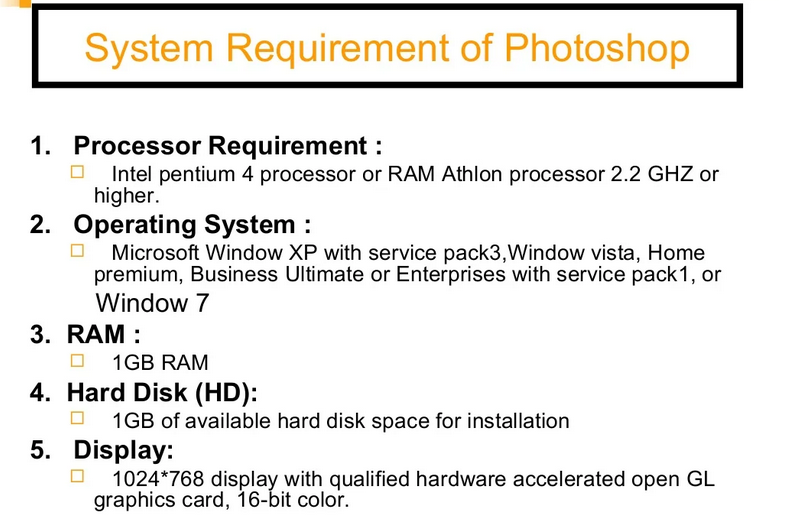 System Requirement of Photoshop
1. Processor Requirement :
Intel pentium 4 processor or RAM Athlon processor 2.2 GHZ or
higher.
2. Operating System :
Microsoft Window XP with service pack3,Window vista, Home
premium, Business Ultimate or Enterprises with service pack1, or
Window 7
3. RAM :
1GB RAM
4. Hard Disk (HD):
1GB of available hard disk space for installation
5. Display:
1024*768 display with qualified hardware accelerated open GL
graphics card, 16-bit color.